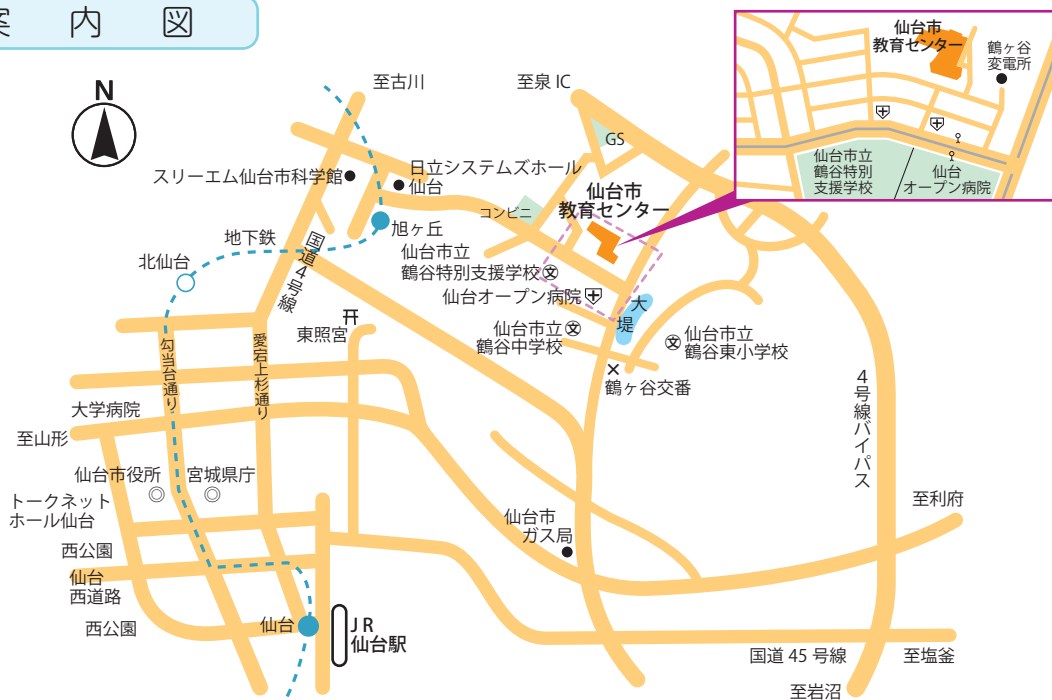 案内図
N
至古川
至泉 IC
GS
スリーエム仙台市科学館
日立システムズホール
仙台
コンビニ
仙台市
教育センター
旭ヶ丘
地下鉄
国道4号線
北仙台
仙台市立
鶴谷特別支援学校
仙台オープン病院
大堤
東照宮
仙台市立
鶴谷中学校
仙台市立
鶴谷東小学校
鶴ヶ谷交番
勾当台通り
愛宕上杉通り
4号線バイパス
大学病院
至山形
仙台市役所
宮城県庁
トークネット
ホール仙台
至利府
仙台市
ガス局
西公園
仙台
西道路
西公園
仙台
JR
仙台駅
国道 45 号線
至塩釜
至岩沼
仙台市
教育センター
鶴ヶ谷
変電所
仙台市立
鶴谷特別
支援学校
仙台
オープン病院